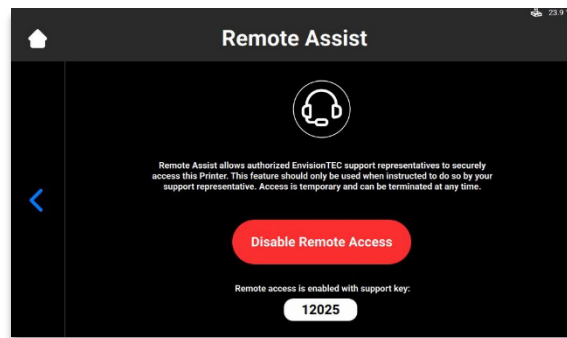 23.9
Remote Assist
Remote Assist allows authorized EnvisionTEC support representatives to securely
access this Printer. This feature should only be used when instructed to do so by your
support representative. Access is temporary and can be terminated at any time.
Disable Remote Access
Remote access is enabled with support key:
12025